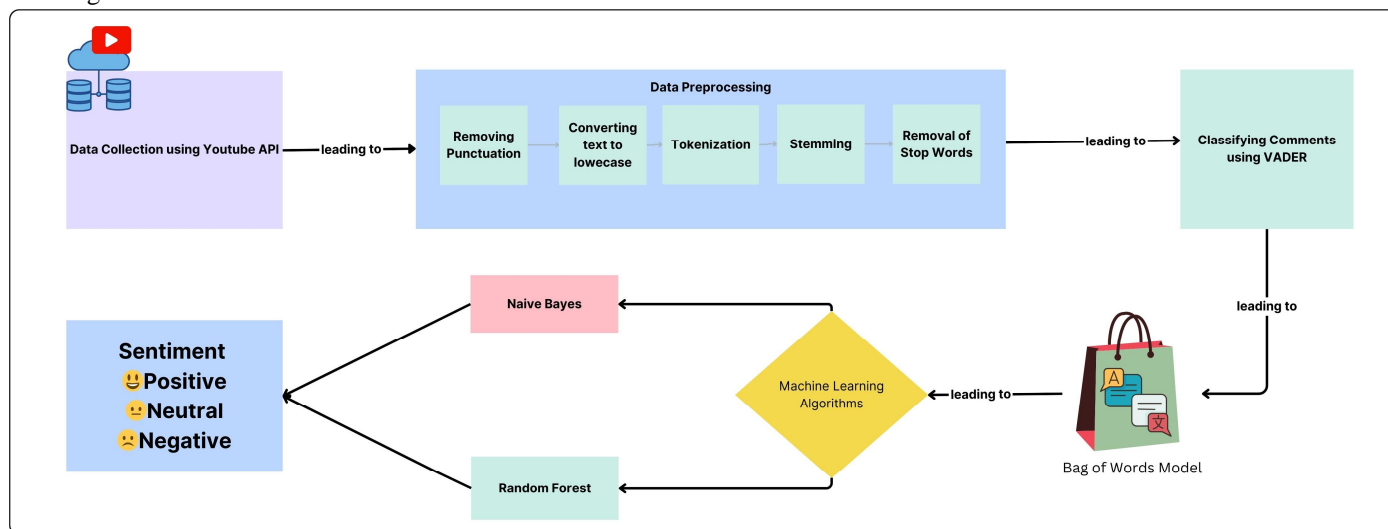 Data Collection using Youtube API
leading to
Data Preprocessing
Removing
Punctuation
Converting
text to
lowecase
Tokenization
Stemming
Removal of
Stop Words
leading to
Classifying Comments
using VADER
leading to
Bag of Words Model
A
文
leading to
Machine Learning
Algorithms
Naive Bayes
Random Forest
Sentiment
😃Positive
😐Neutral
🙁Negative